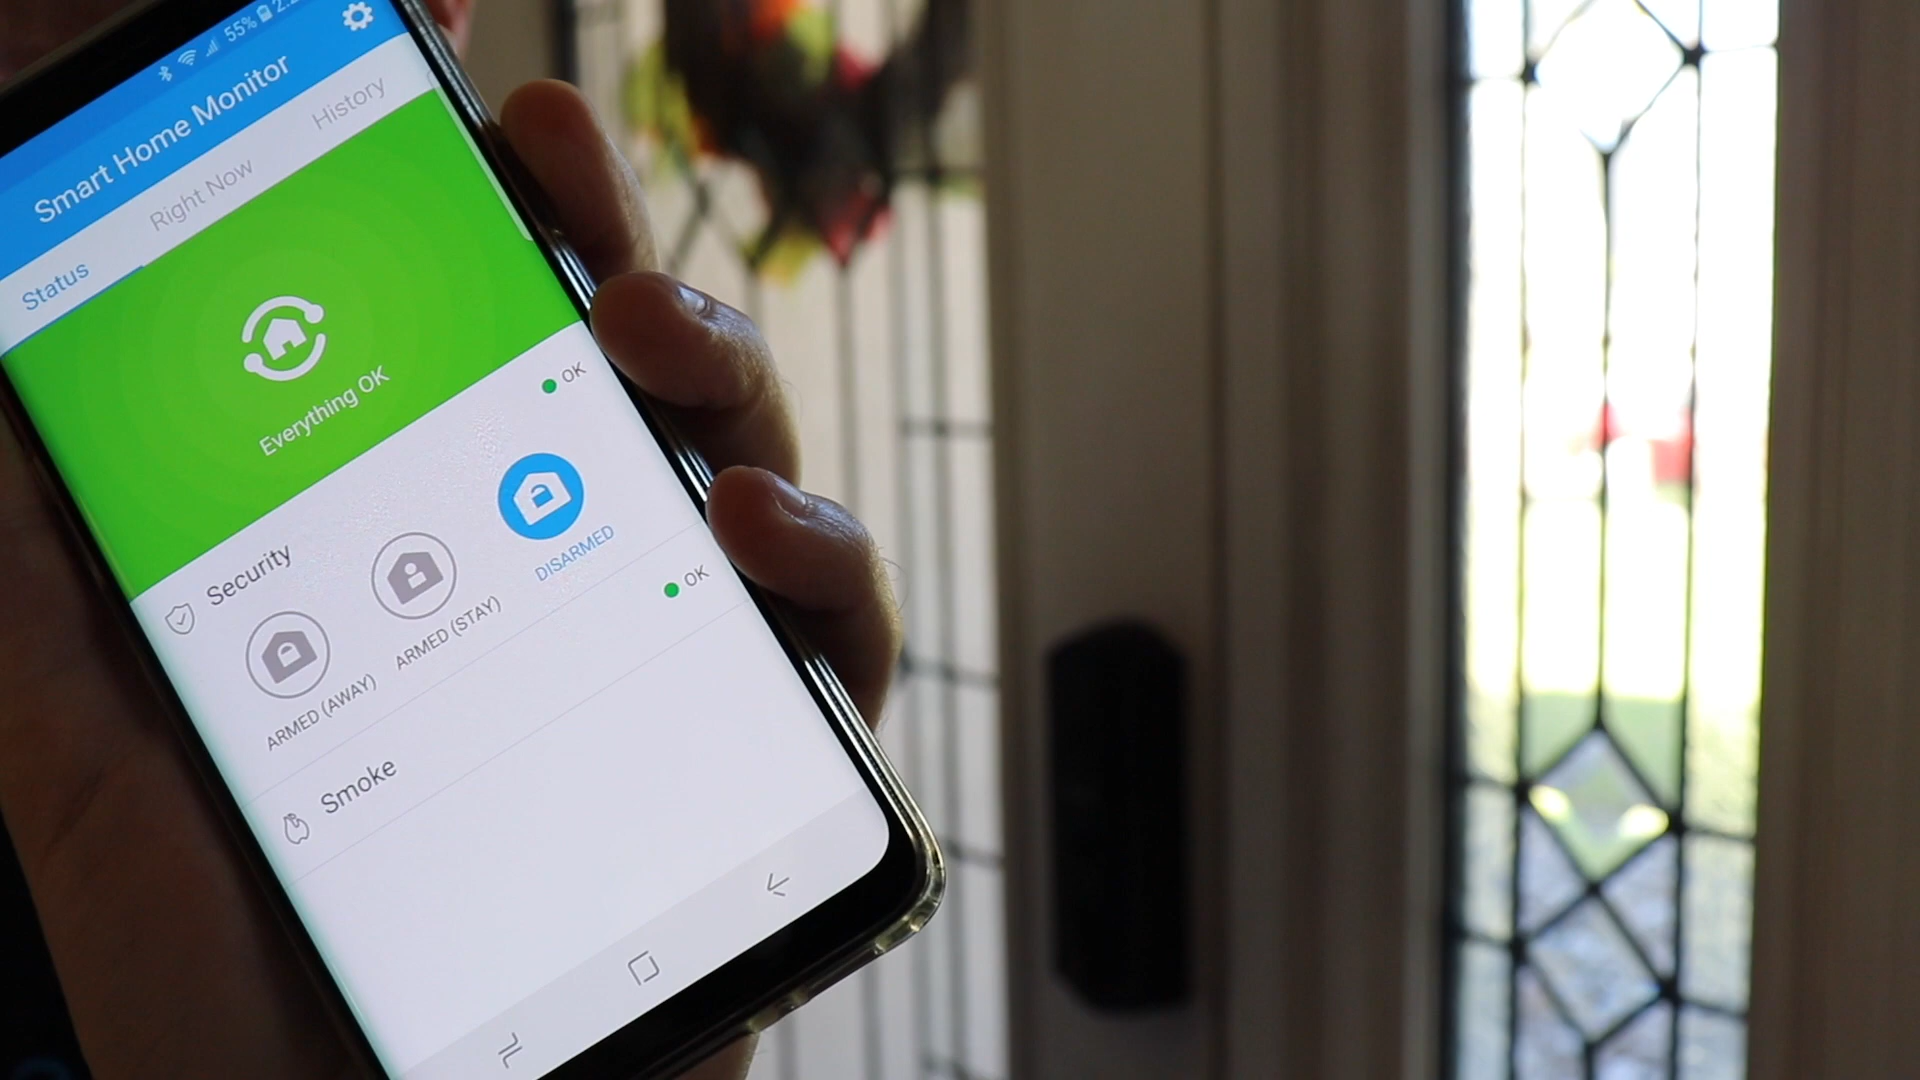 55%
Smart Home Monitor
Status
Right Now
History
Everything OK
Security
OK
ARMED (AWAY)
ARMED (STAY)
DISARMED
Smoke
OK